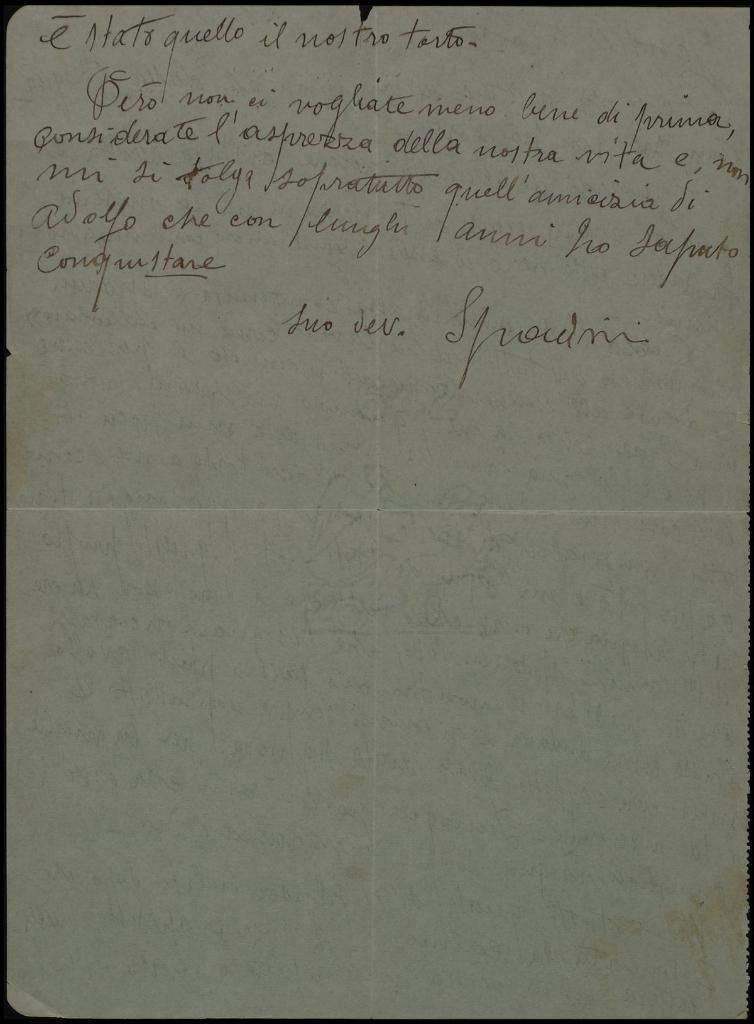 È stato quello il nostro torto.
Però non ci vogliate meno bene di prima,
considerate l'asprezza della nostra vita e, non
mi si tolga sopratutto quell'amicizia di
Adolfo che con lunghi anni ho saputo
conquistare
suo dev. Spadini